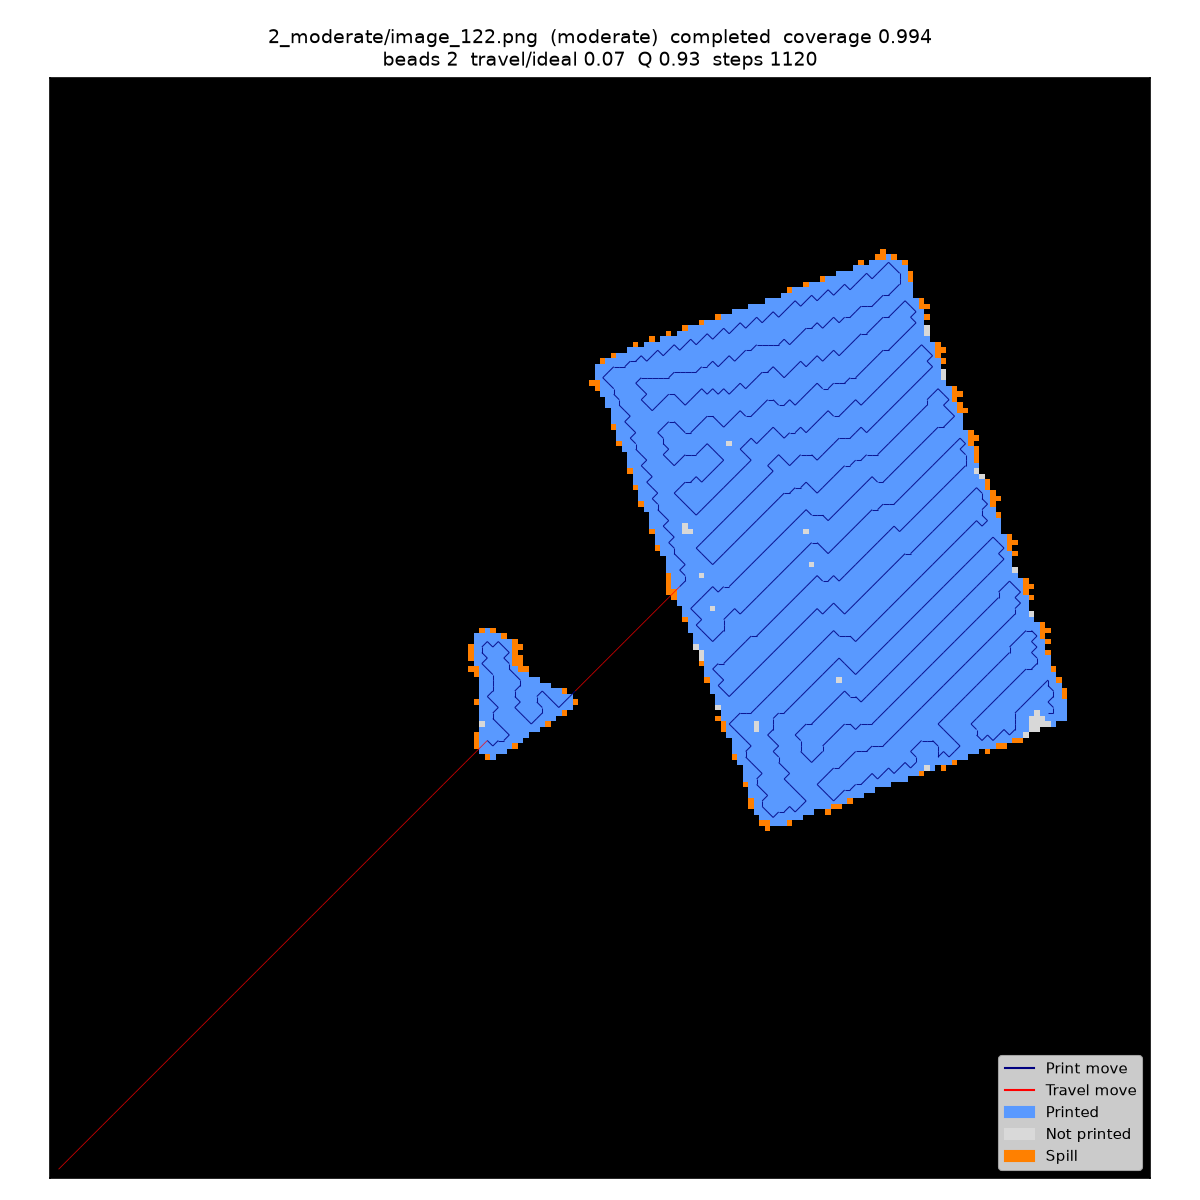 2_moderate/image_122.png  (moderate)  completed  coverage 0.994
beads 2  travel/ideal 0.07  Q 0.93  steps 1120
Print move
Travel move
Printed
Not printed
Spill